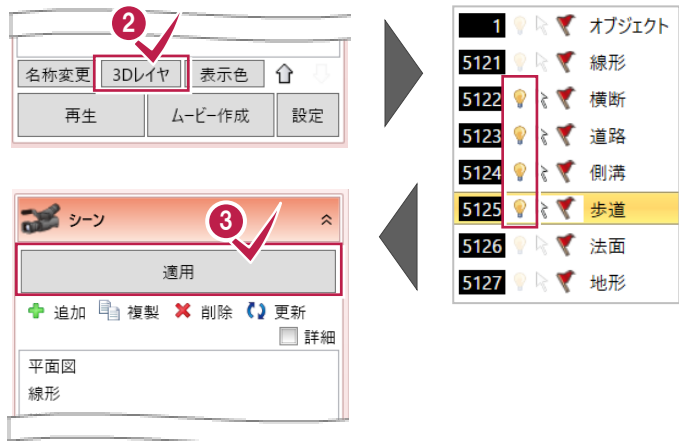 2
名称変更 3Dレイヤ 表示色
再生 ムービー作成 設定
1 オブジェクト
5121 線形
5122 横断
5123 道路
5124 側溝
5125 歩道
5126 法面
5127 地形
シーン
3
適用
追加 複製 削除 更新
詳細
平面図
線形